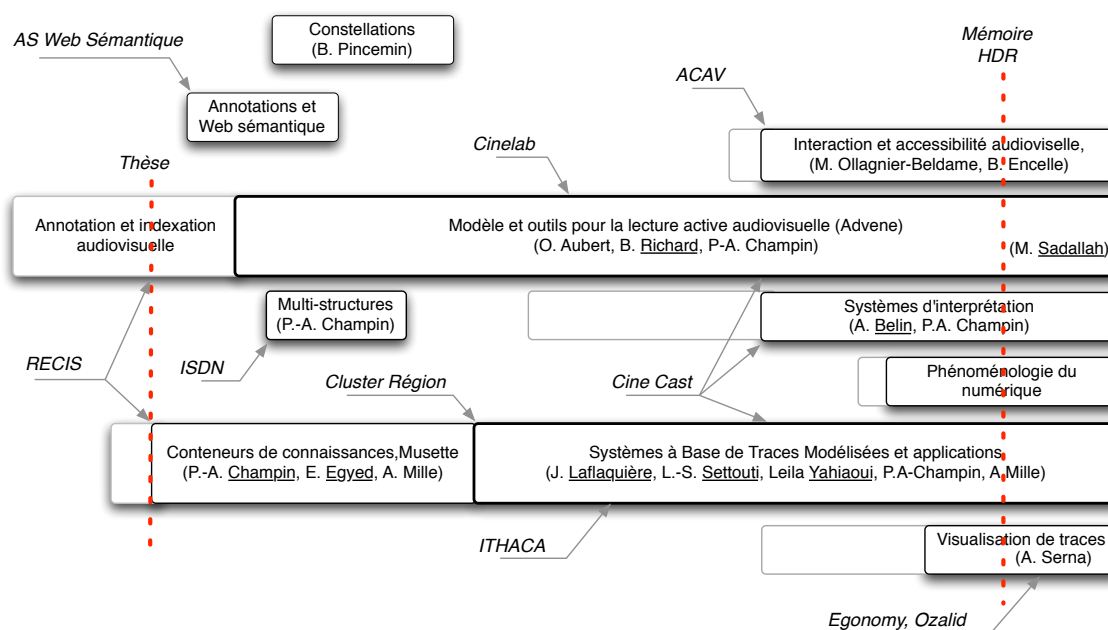 Constellations
(B. Pincemin)
AS Web Sémantique
Mémoire
HDR
ACAV
Annotations et
Web sémantique
Interaction et accessibilité audioviselle,
(M. Ollagnier-Beldame, B. Encelle)
Cinelab
Thèse
Annotation et indexation
audiovisuelle
Modèle et outils pour la lecture active audiovisuelle (Advene)
(O. Aubert, B. Richard, P-A. Champin)
(M. Sadallah)
Multi-structures
(P.-A. Champin)
Systèmes d'interprétation
(A. Belin, P.A. Champin)
RECIS
ISDN
Cluster Région
Cine Cast
Phénoménologie du
numérique
Conteneurs de connaissances,Musette
(P.-A. Champin, E. Egyed, A. Mille)
Systèmes à Base de Traces Modélisées et applications
(J. Laflaquière, L.-S. Settouti, Leila Yahiaoui, P.A-Champin, A.Mille)
ITHACA
Visualisation de traces
(A. Serna)
Egonomy, Ozalid